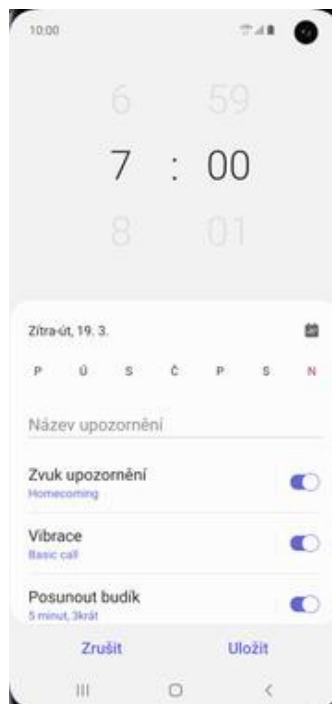 10:00
6 59
7 : 00
8 01
Zítra-út, 19. 3.
P Ú S Č P S N
Název upozornění
Zvuk upozornění
Homecoming
Vibrace
Basic call
Posunout budík
5 minut, 3krát
Zrušit Uložit